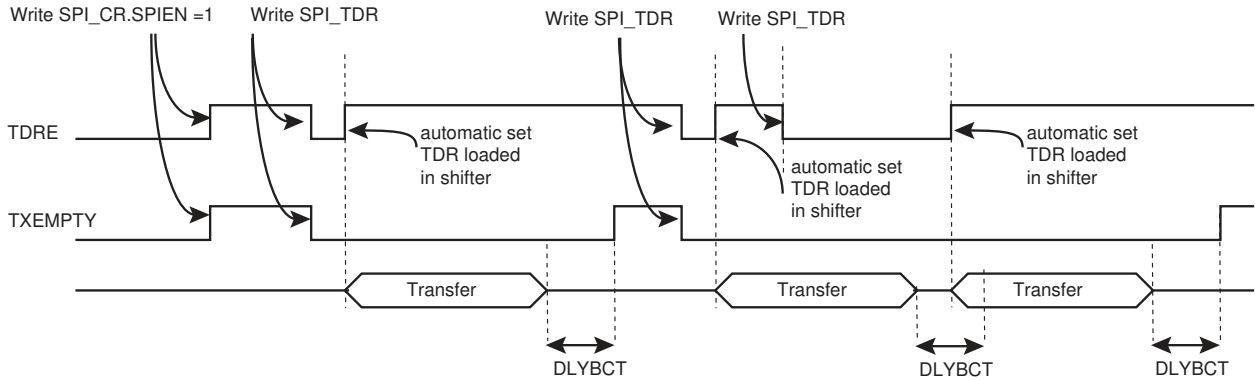 Write SPI_CR.SPIEN =1
Write SPI_TDR
Write SPI_TDR
Write SPI_TDR
TDRE
automatic set
TDR loaded
in shifter
automatic set
TDR loaded
in shifter
automatic set
TDR loaded
in shifter
TXEMPTY
Transfer
Transfer
Transfer
DLYBCT
DLYBCT
DLYBCT